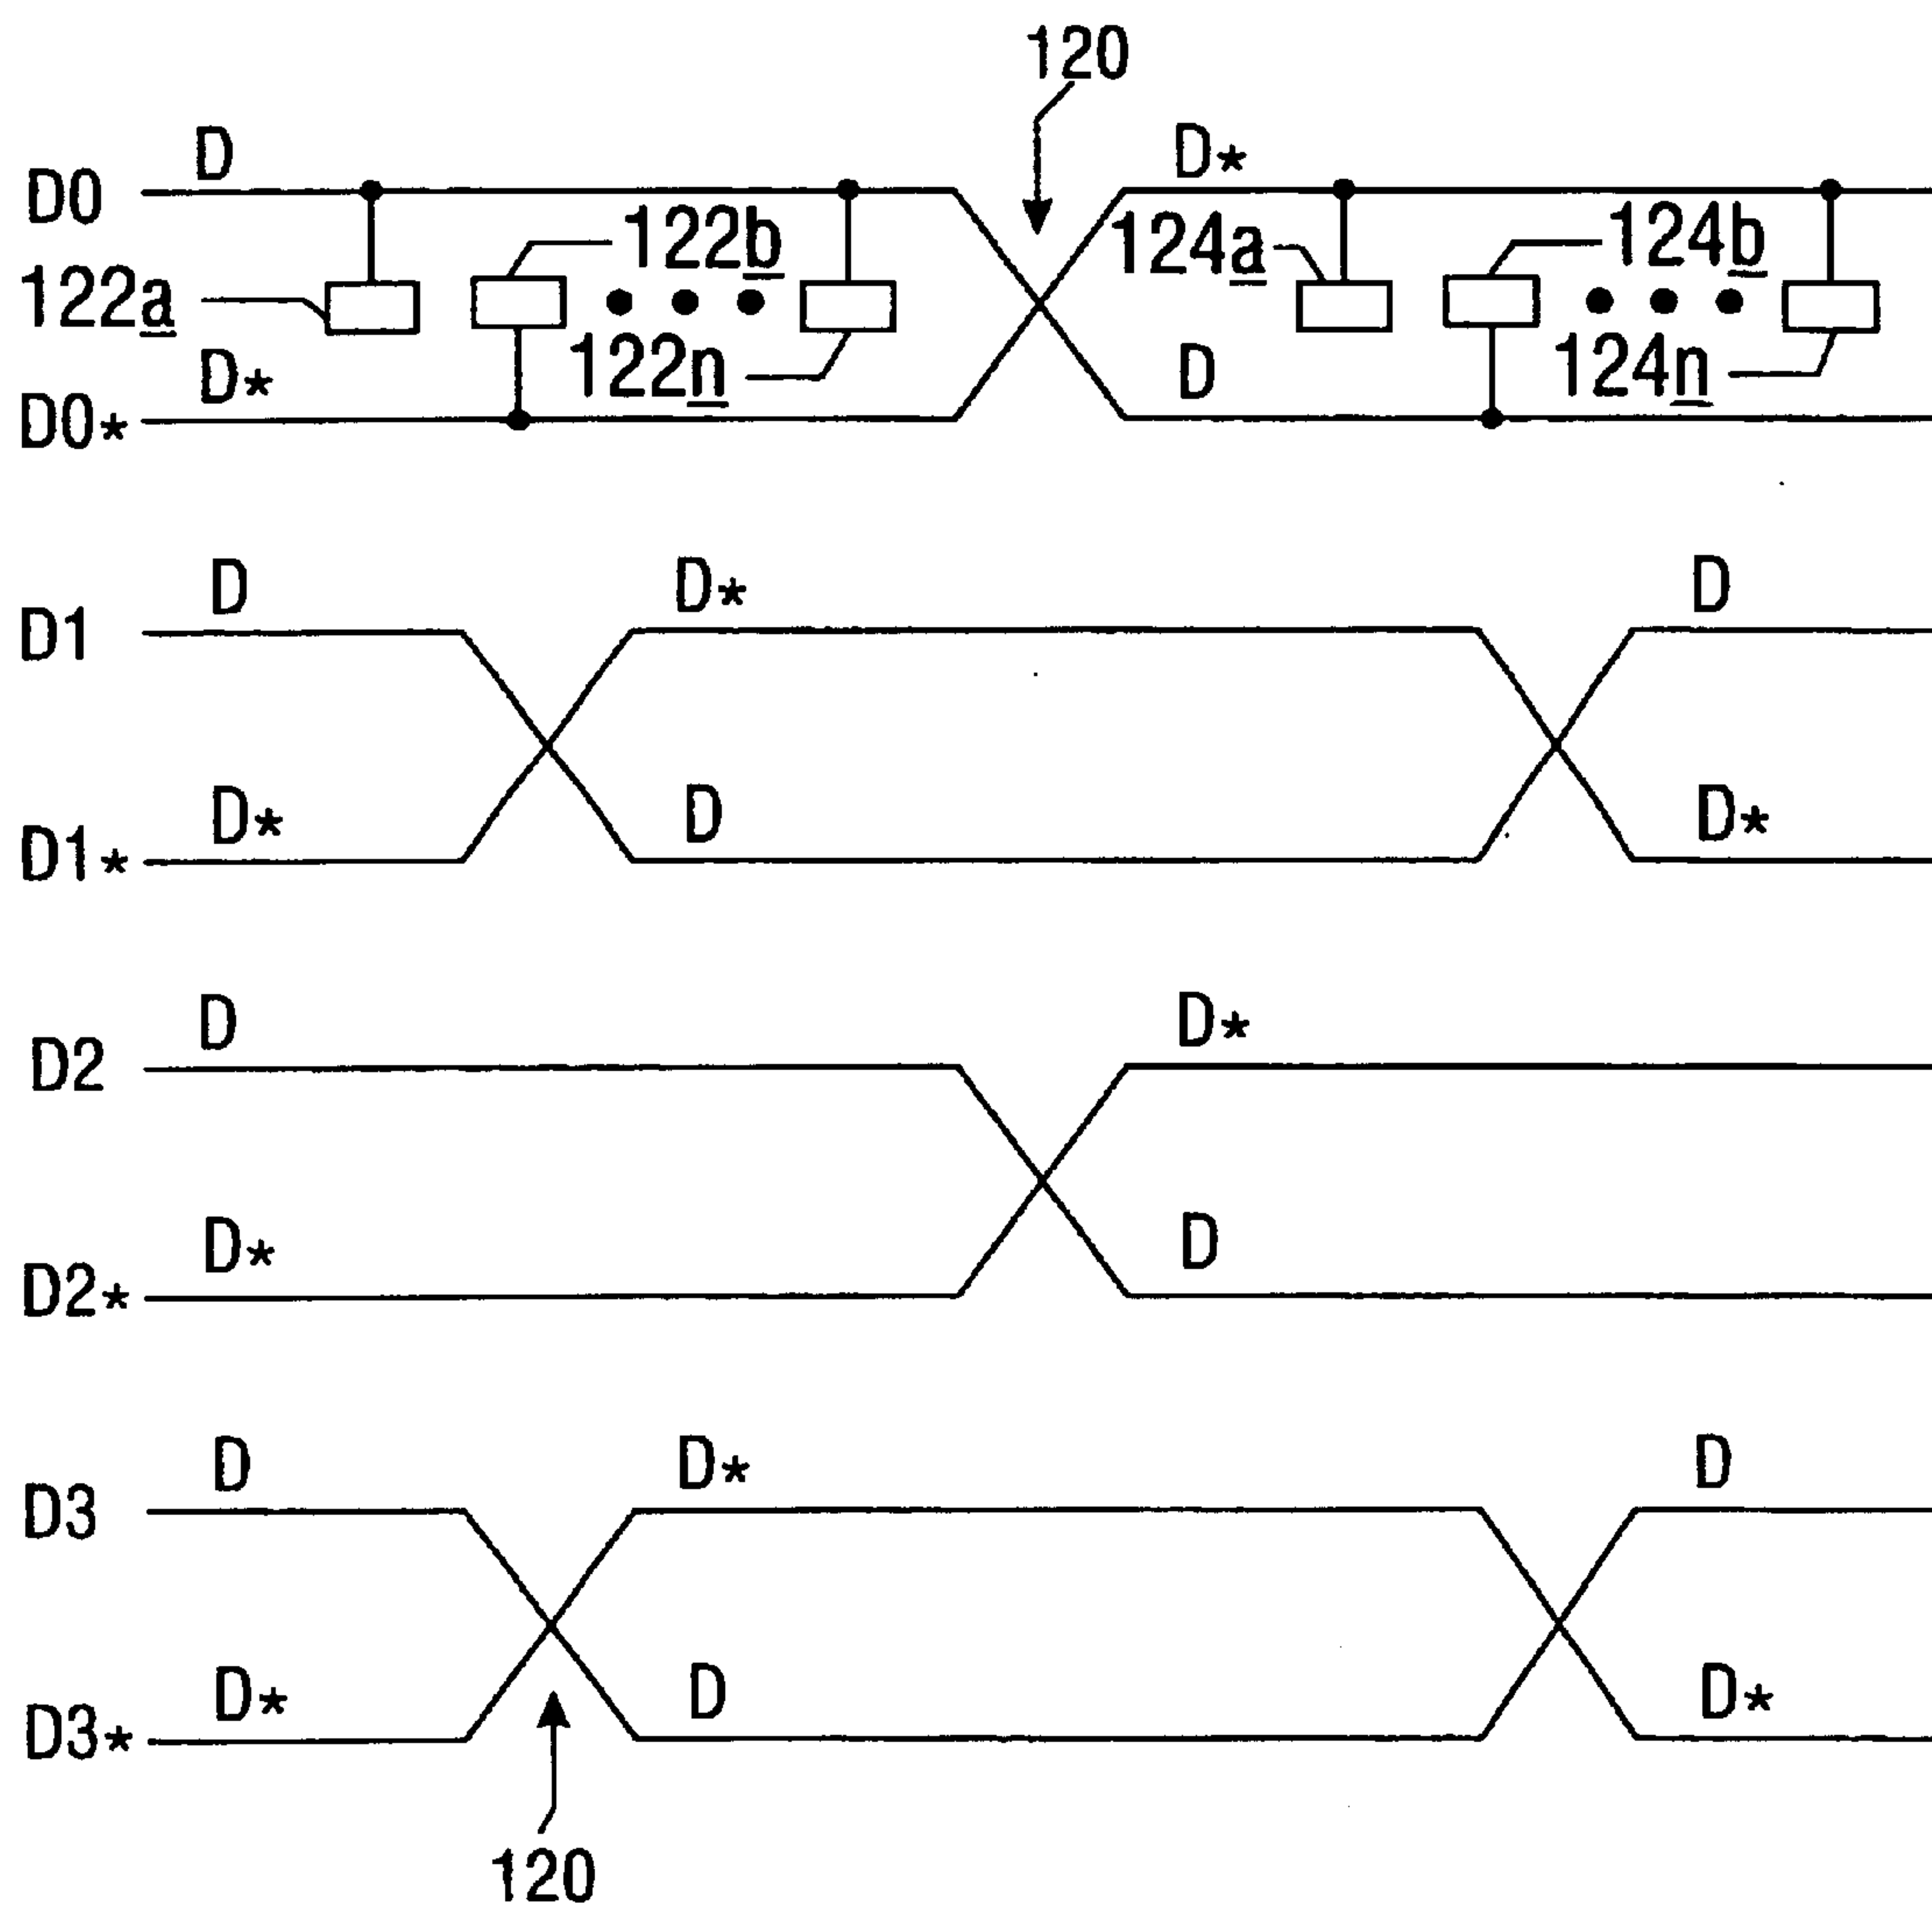 120
D D*
D0
122b 124a 124b
122a
122n 124n
D* D
D0*
D D* D
D1
D* D D*
D1*
D D*
D2
D* D
D2*
D D* D
D3
D* D D*
D3*
120